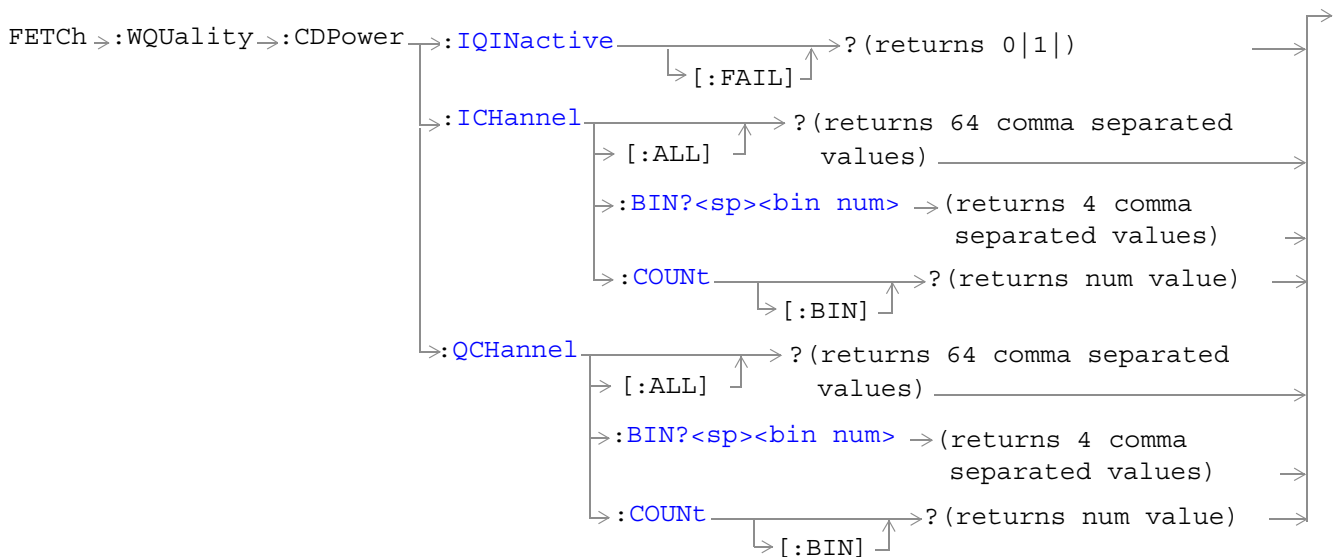 FETCh :WQUality :CDPower :IQINactive ?(returns 0|1|)
[:FAIL]
:ICHannel ?(returns 64 comma separated
[:ALL] values)
:BIN?<sp><bin num> (returns 4 comma
separated values)
:COUNt ?(returns num value)
[:BIN]
:QCHannel ?(returns 64 comma separated
[:ALL] values)
:BIN?<sp><bin num> (returns 4 comma
separated values)
:COUNt ?(returns num value)
[:BIN]